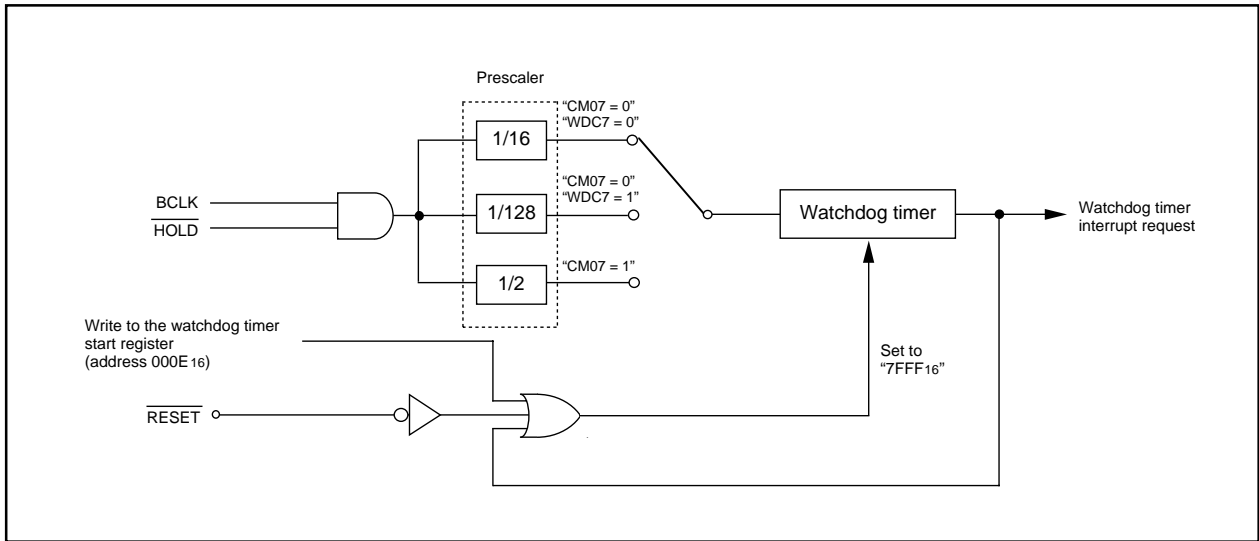 Prescaler
“CM07 = 0”
“WDC7 = 0”
1/16
“CM07 = 0”
“WDC7 = 1”
BCLK
HOLD
1/128
Watchdog timer
Watchdog timer
interrupt request
“CM07 = 1”
1/2
Write to the watchdog timer
start register
(address 000E16)
Set to
“7FFF16”
RESET